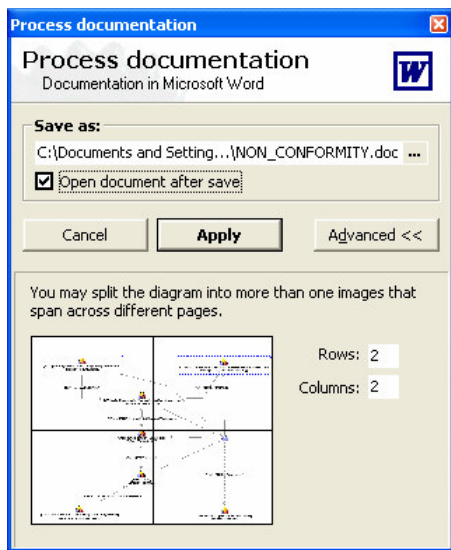 Process documentation
Process documentation
Documentation in Microsoft Word
W
Save as:
C:\Documents and Setting...\NON_CONFORMITY.doc ...
Open document after save
Cancel
Apply
Advanced <<
You may split the diagram into more than one images that
span across different pages.
Rows: 2
Columns: 2